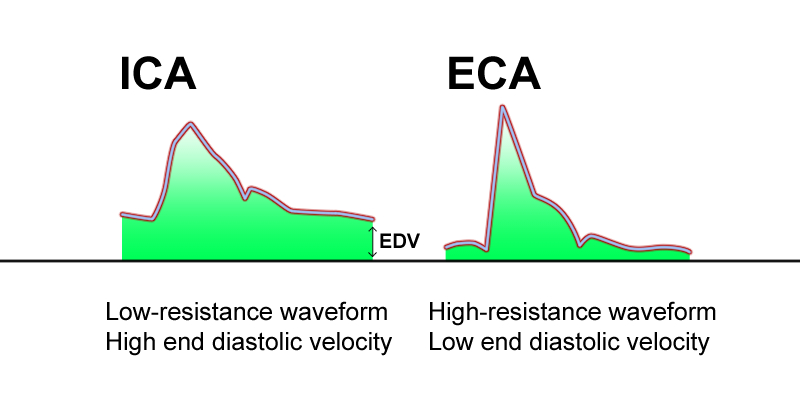 ICA
ECA
EDV
Low-resistance waveform
High end diastolic velocity
High-resistance waveform
Low end diastolic velocity